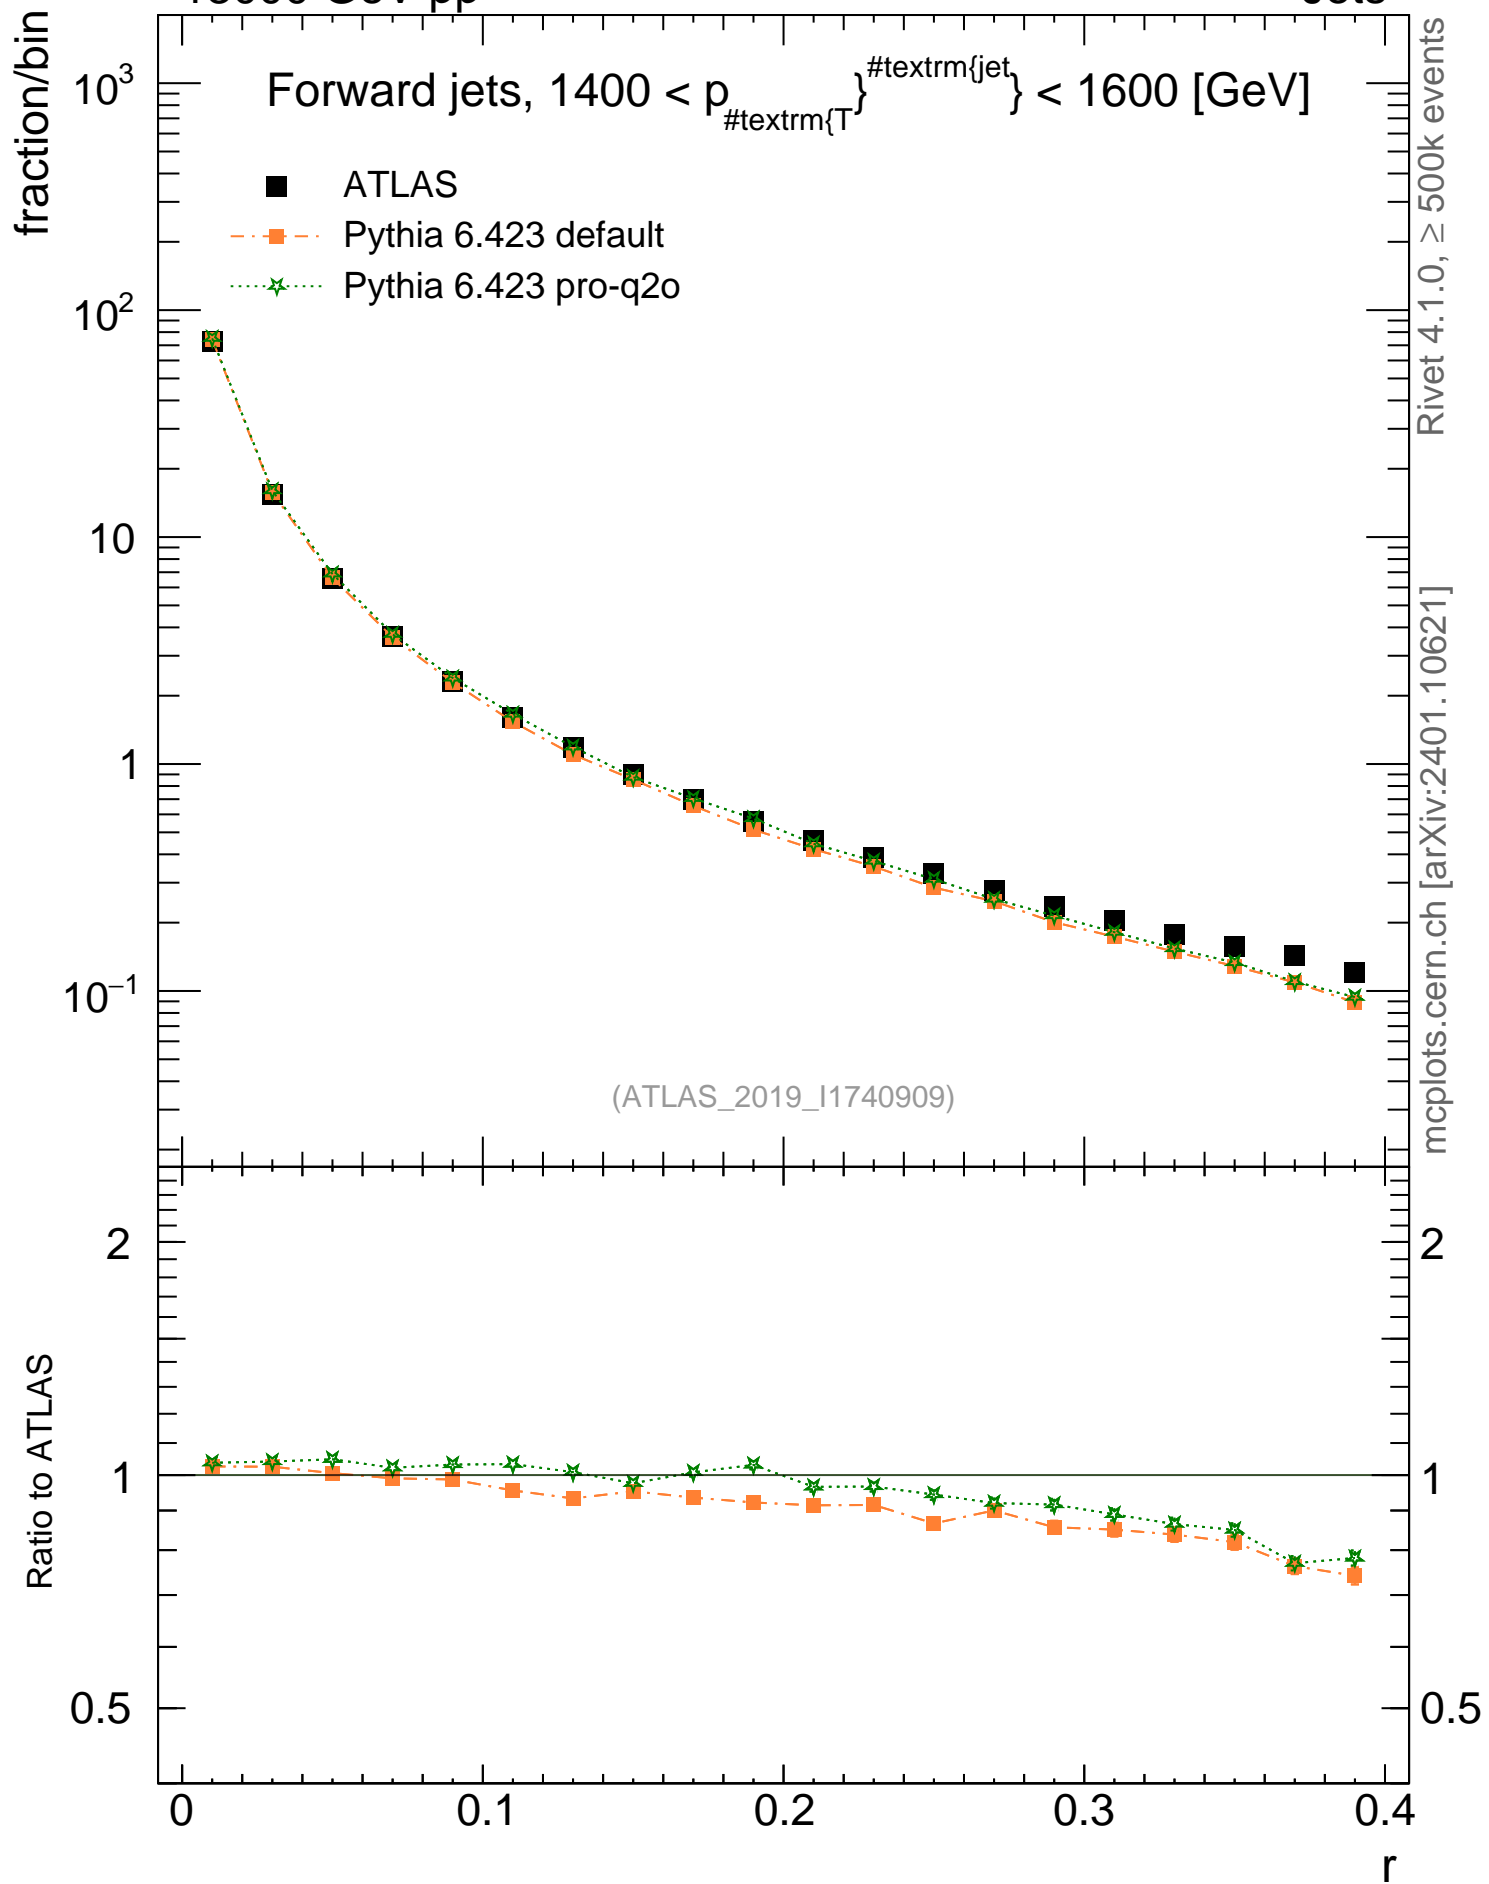 fraction/bin
10³
10²
10
1
10⁻¹
Forward jets, 1400 < p_#textrm{T}}^#textrm{jet}} < 1600 [GeV]
ATLAS
Pythia 6.423 default
Pythia 6.423 pro-q2o
(ATLAS_2019_I1740909)
Rivet 4.1.0, ≥ 500k events
mcplots.cern.ch [arXiv:2401.10621]
Ratio to ATLAS
2
1
0.5
2
1
0.5
0 0.1 0.2 0.3 0.4
r